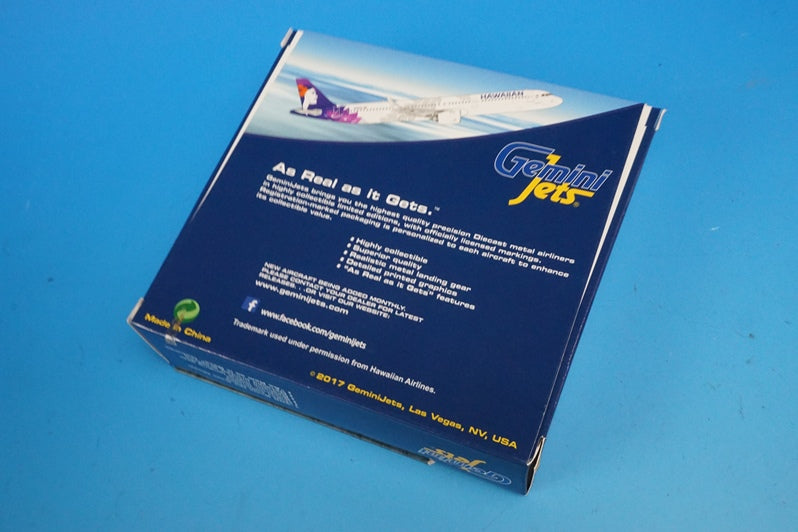 HAWAIIAN
Gemini
Jets®
As Real as it Gets.™
GeminiJets brings you the highest quality precision Diecast metal airliners
in highly collectible limited editions, with officially licensed markings.
Registration-marked packaging is personalized to each aircraft to enhance
its collectible value.
• Highly collectible
• Superior quality
• Realistic metal landing gear
• Detailed printed graphics
• "As Real as it Gets" features
NEW AIRCRAFT BEING ADDED MONTHLY.
PLEASE CONTACT YOUR DEALER FOR LATEST
RELEASES. . .OR VISIT OUR WEBSITE!
www.geminijets.com
f www.facebook.com/geminijets
Made in China
Trademark used under permission from Hawaiian Airlines.
© 2017 GeminiJets, Las Vegas, NV, USA
Gemini
Jets